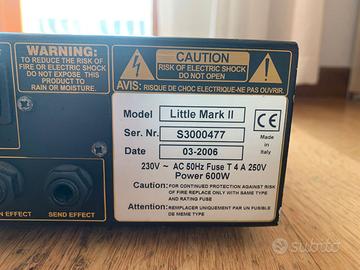 WARNING:
TO REDUCE THE RISK OF
FIRE OR ELECTRIC SHOCK
DO NOT EXPOSE THIS
PRODUCT TO
RAIN OR MOISTURE.
CAUTION
RISK OF ELECTRIC SHOCK
DO NOT OPEN
AVIS: RISQUE DE CHOC ELECTRIQUE-NE PAS OUVRIR.
Model Little Mark II
Ser. Nr. S3000477
Date 03-2006
CE
Made in
Italy
230V ~ AC 50Hz Fuse T 4 A 250V
Power 600W
Caution: FOR CONTINUED PROTECTION AGAINST RISK
OF FIRE REPLACE ONLY WITH SAME TYPE
AND RATING FUSE
Attention: REMPLACER UNIQUEMENT PAR UN FUSIBLE
DE MEME TYPE
EFFECT
SEND EFFECT
subito